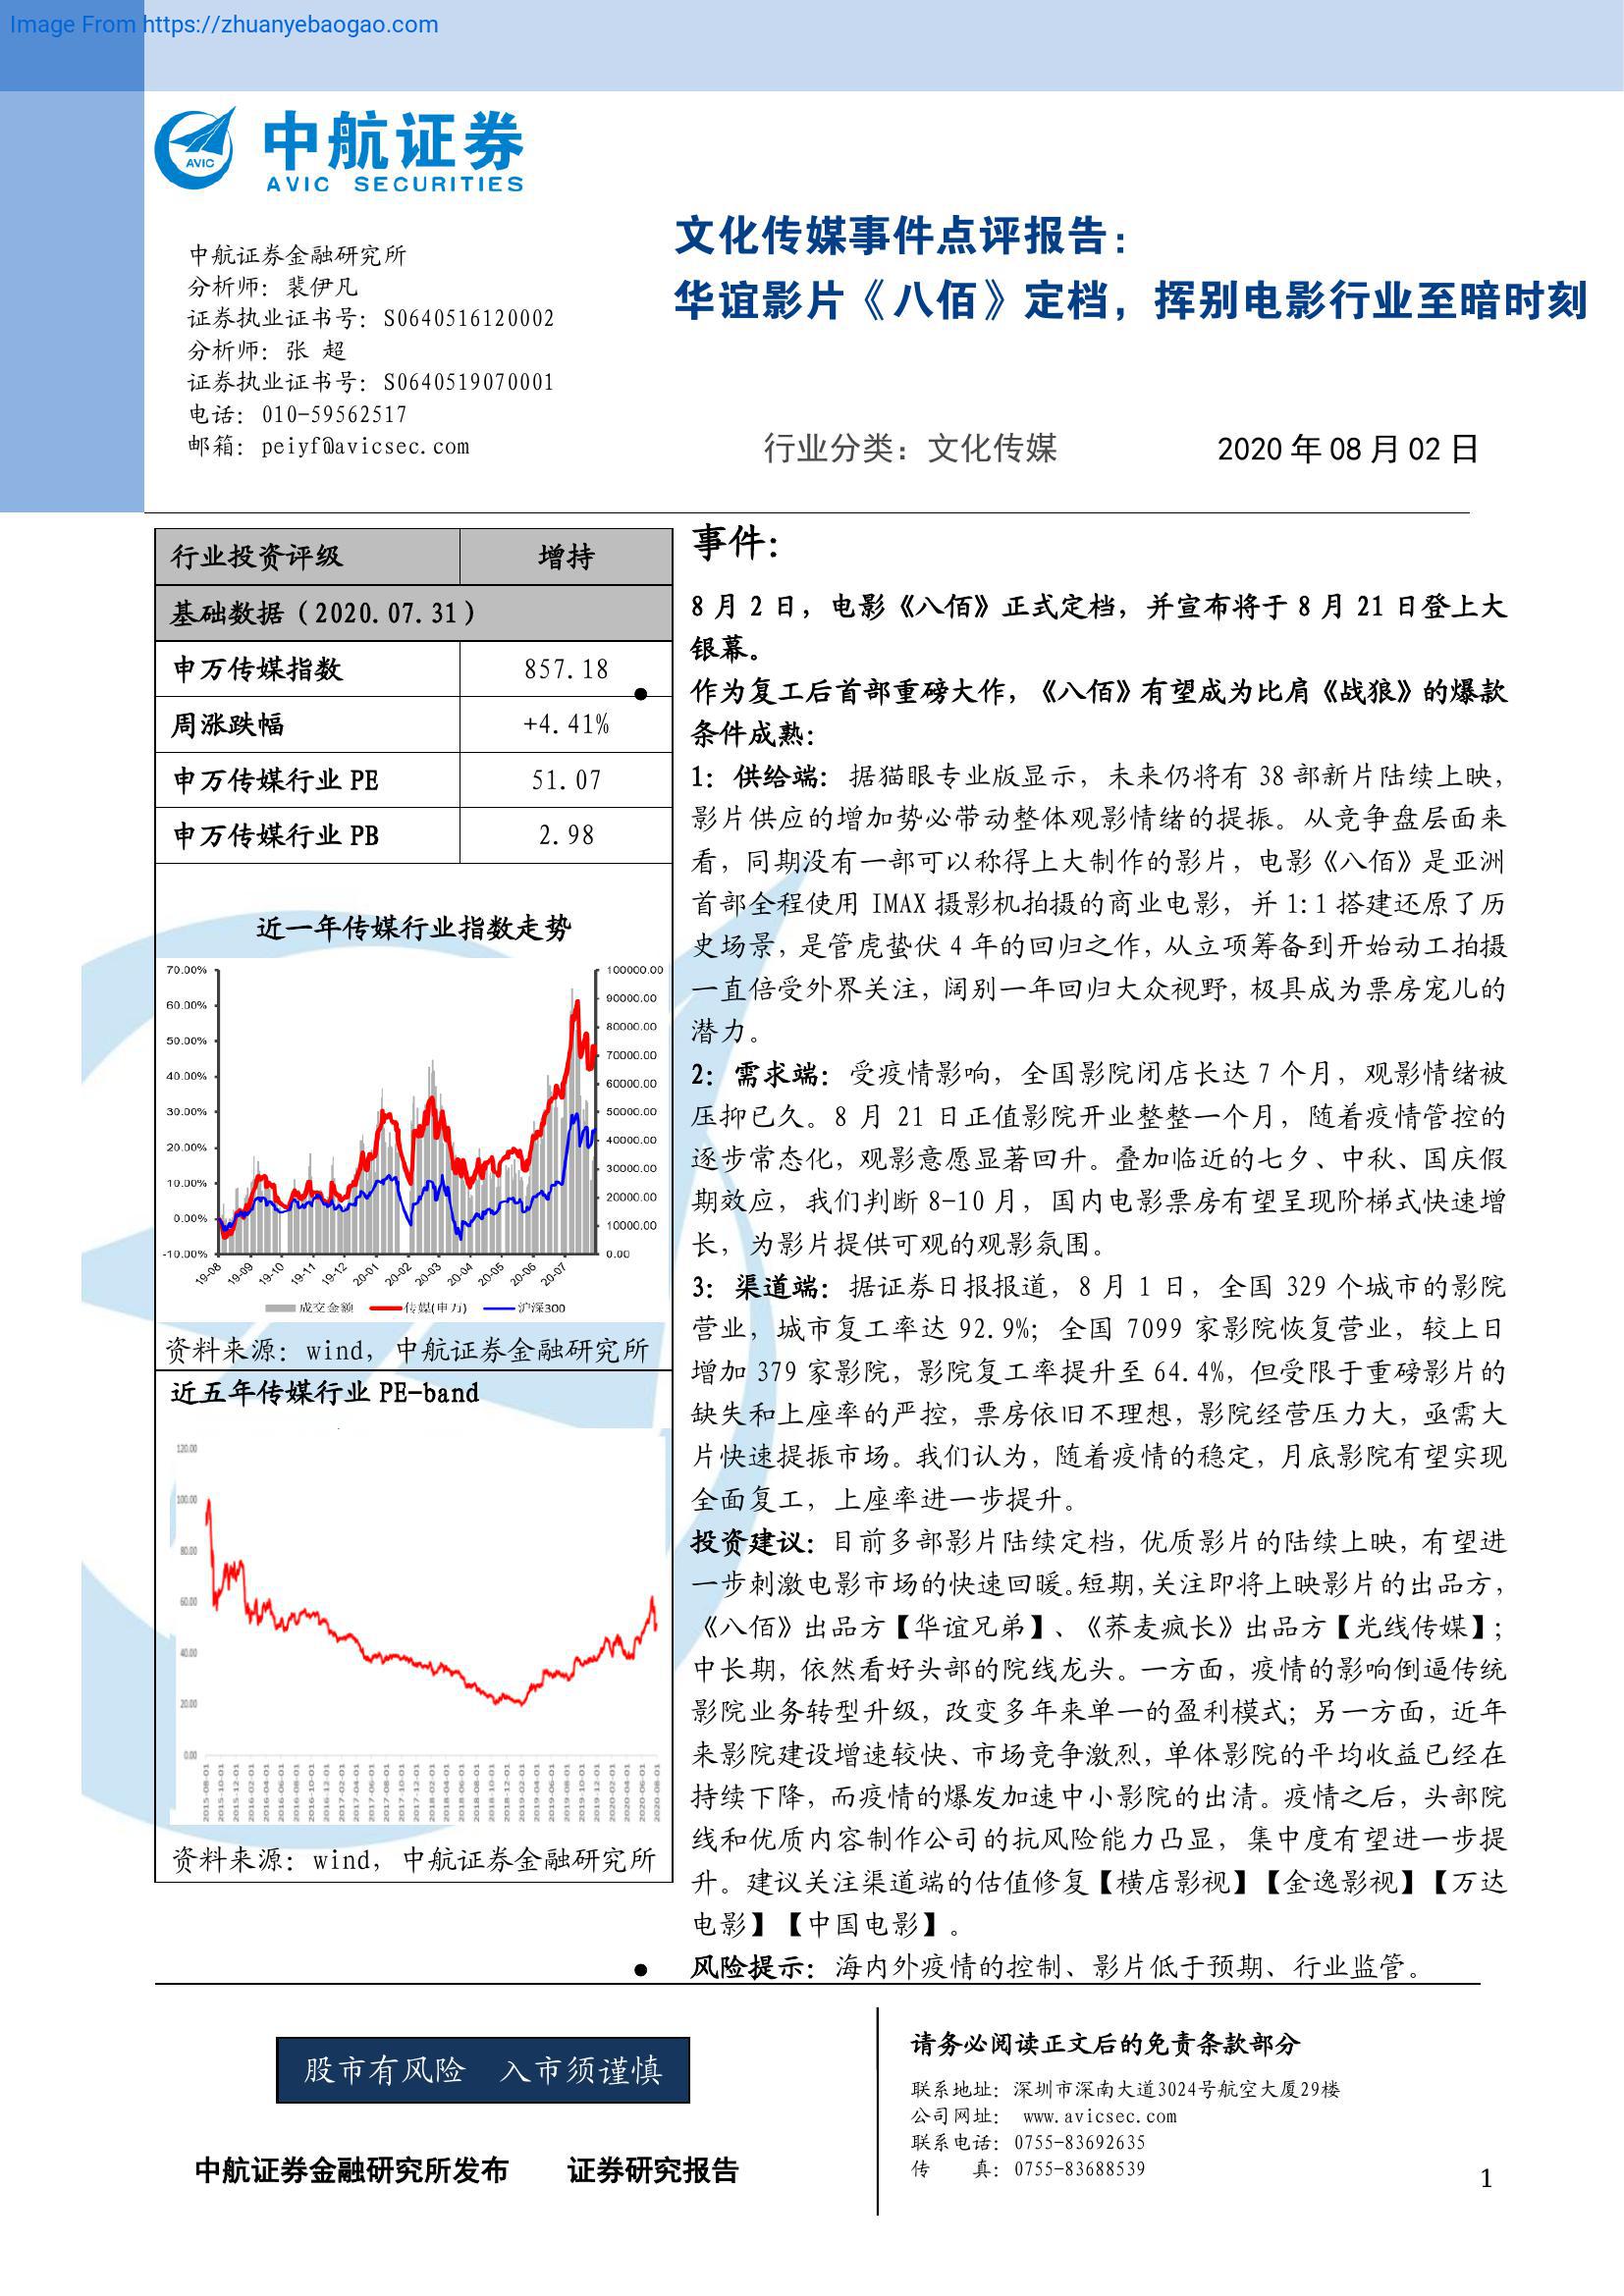 Image From https://zhuanyebaogao.com
AVIC
中航证券
AVIC SECURITIES
中航证券金融研究所
分析师：裴伊凡
证券执业证书号：S0640516120002
分析师：张 超
证券执业证书号：S0640519070001
电话：010-59562517
邮箱：peiyf@avicsec.com
文化传媒事件点评报告：
华谊影片《八佰》定档，挥别电影行业至暗时刻
行业分类：文化传媒 2020 年 08 月 02 日
行业投资评级 增持
基础数据（2020.07.31）
申万传媒指数 857.18
周涨跌幅 +4.41%
申万传媒行业 PE 51.07
申万传媒行业 PB 2.98
近一年传媒行业指数走势
70.00%
60.00%
50.00%
40.00%
30.00%
20.00%
10.00%
0.00%
-10.00%
100000.00
90000.00
80000.00
70000.00
60000.00
50000.00
40000.00
30000.00
20000.00
10000.00
0.00
19-08 19-09 19-10 19-11 19-12 20-01 20-02 20-03 20-04 20-05 20-06 20-07
成交金额 传媒(申万) 沪深300
资料来源：wind，中航证券金融研究所
近五年传媒行业 PE-band
120.00
100.00
80.00
60.00
40.00
20.00
0.00
2015-08-01 2015-10-01 2015-12-01 2016-02-01 2016-04-01 2016-06-01 2016-08-01 2016-10-01 2016-12-01 2017-02-01 2017-04-01 2017-06-01 2017-08-01 2017-10-01 2017-12-01 2018-02-01 2018-04-01 2018-06-01 2018-08-01 2018-10-01 2018-12-01 2019-02-01 2019-04-01 2019-06-01 2019-08-01 2019-10-01 2019-12-01 2020-02-01 2020-04-01 2020-06-01 2020-08-01
资料来源：wind，中航证券金融研究所
事件：
8 月 2 日，电影《八佰》正式定档，并宣布将于 8 月 21 日登上大
银幕。
● 作为复工后首部重磅大作，《八佰》有望成为比肩《战狼》的爆款
条件成熟：
1：供给端：据猫眼专业版显示，未来仍将有 38 部新片陆续上映，
影片供应的增加势必带动整体观影情绪的提振。从竞争盘层面来
看，同期没有一部可以称得上大制作的影片，电影《八佰》是亚洲
首部全程使用 IMAX 摄影机拍摄的商业电影，并 1:1 搭建还原了历
史场景，是管虎蛰伏 4 年的回归之作，从立项筹备到开始动工拍摄
一直倍受外界关注，阔别一年回归大众视野，极具成为票房宠儿的
潜力。
2：需求端：受疫情影响，全国影院闭店长达 7 个月，观影情绪被
压抑已久。8 月 21 日正值影院开业整整一个月，随着疫情管控的
逐步常态化，观影意愿显著回升。叠加临近的七夕、中秋、国庆假
期效应，我们判断 8-10 月，国内电影票房有望呈现阶梯式快速增
长，为影片提供可观的观影氛围。
3：渠道端：据证券日报报道，8 月 1 日，全国 329 个城市的影院
营业，城市复工率达 92.9%；全国 7099 家影院恢复营业，较上日
增加 379 家影院，影院复工率提升至 64.4%，但受限于重磅影片的
缺失和上座率的严控，票房依旧不理想，影院经营压力大，亟需大
片快速提振市场。我们认为，随着疫情的稳定，月底影院有望实现
全面复工，上座率进一步提升。
投资建议：目前多部影片陆续定档，优质影片的陆续上映，有望进
一步刺激电影市场的快速回暖。短期，关注即将上映影片的出品方，
《八佰》出品方【华谊兄弟】、《荞麦疯长》出品方【光线传媒】；
中长期，依然看好头部的院线龙头。一方面，疫情的影响倒逼传统
影院业务转型升级，改变多年来单一的盈利模式；另一方面，近年
来影院建设增速较快、市场竞争激烈，单体影院的平均收益已经在
持续下降，而疫情的爆发加速中小影院的出清。疫情之后，头部院
线和优质内容制作公司的抗风险能力凸显，集中度有望进一步提
升。建议关注渠道端的估值修复【横店影视】【金逸影视】【万达
电影】【中国电影】。
● 风险提示：海内外疫情的控制、影片低于预期、行业监管。
股市有风险 入市须谨慎
中航证券金融研究所发布 证券研究报告
请务必阅读正文后的免责条款部分
联系地址：深圳市深南大道3024号航空大厦29楼
公司网址： www.avicsec.com
联系电话：0755-83692635
传 真：0755-83688539
1